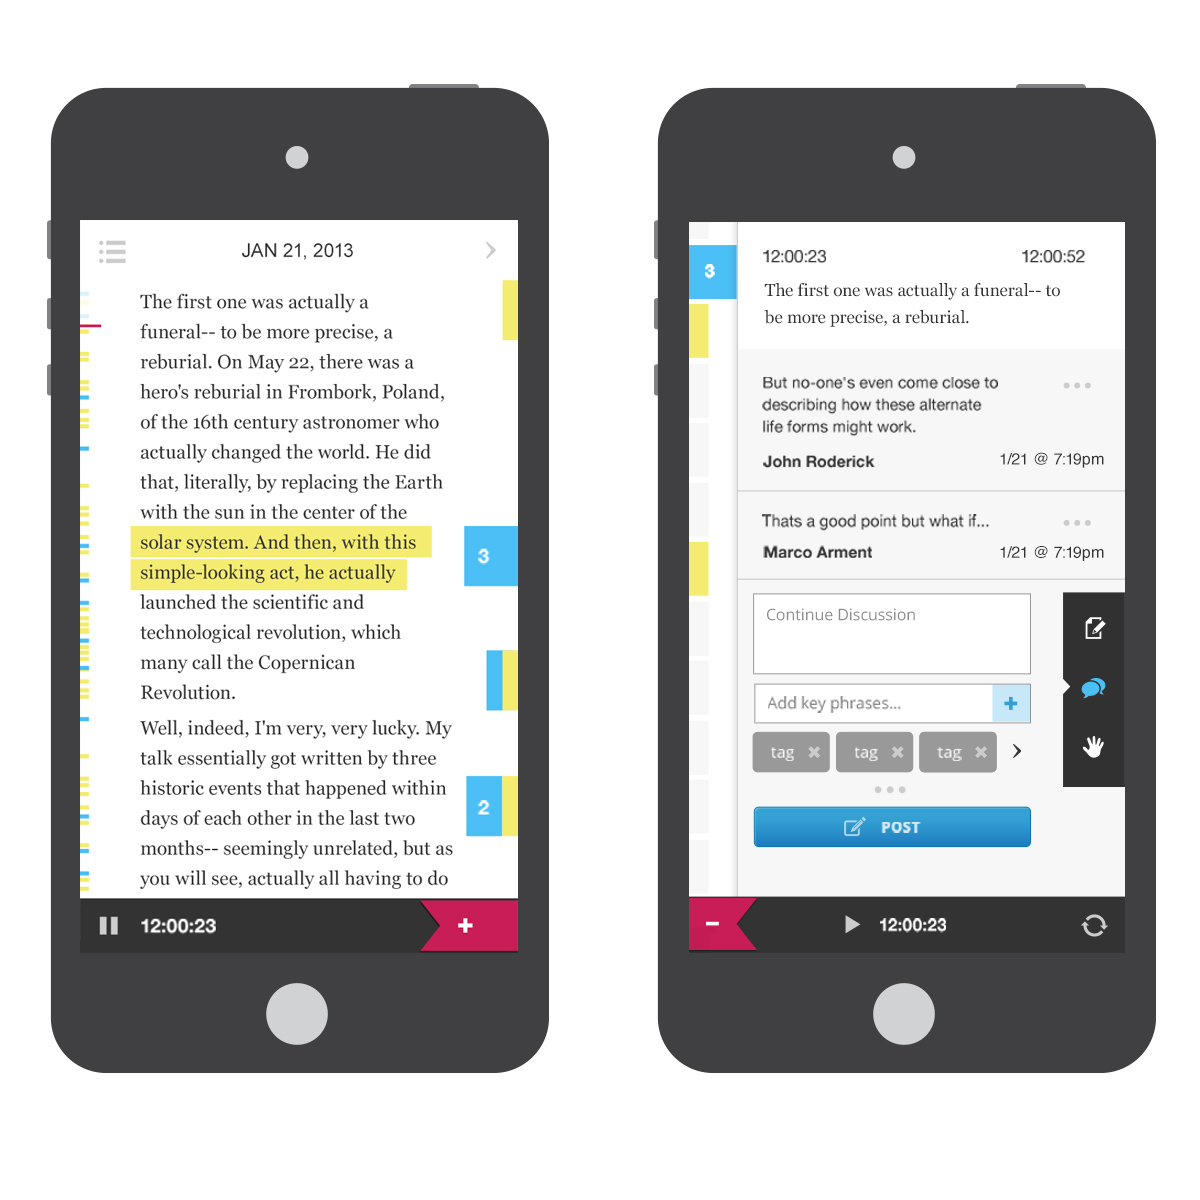 JAN 21, 2013
The first one was actually a
funeral-- to be more precise, a
reburial. On May 22, there was a
hero's reburial in Frombork, Poland,
of the 16th century astronomer who
actually changed the world. He did
that, literally, by replacing the Earth
with the sun in the center of the
solar system. And then, with this
simple-looking act, he actually
launched the scientific and
technological revolution, which
many call the Copernican
Revolution.
Well, indeed, I'm very, very lucky. My
talk essentially got written by three
historic events that happened within
days of each other in the last two
months-- seemingly unrelated, but as
you will see, actually all having to do
3
2
12:00:23
+
3
12:00:23 12:00:52
The first one was actually a funeral-- to
be more precise, a reburial.
But no-one's even come close to
describing how these alternate
life forms might work.
John Roderick 1/21 @ 7:19pm
Thats a good point but what if...
Marco Arment 1/21 @ 7:19pm
Continue Discussion
Add key phrases... +
tag × tag × tag ×
POST
− 12:00:23